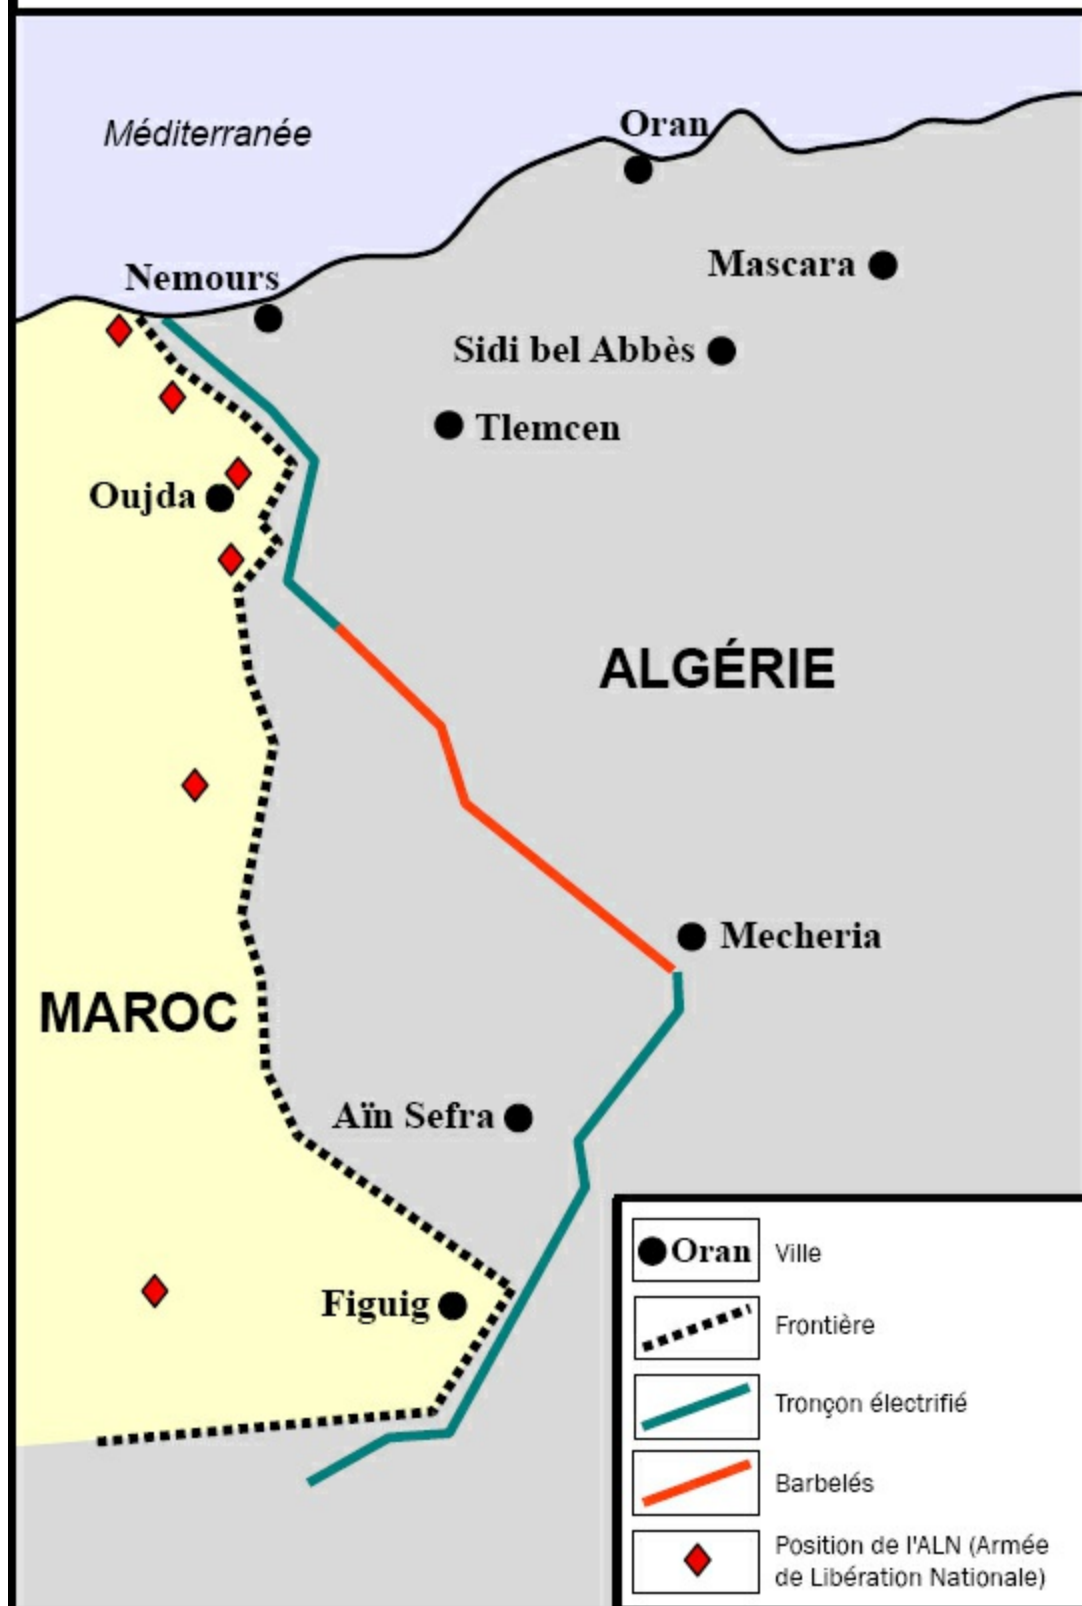 Méditerranée
Oran
Nemours
Mascara
Sidi bel Abbès
Tlemcen
Oujda
ALGÉRIE
Mecheria
MAROC
Aïn Sefra
Figuig
Oran
Ville
Frontière
Tronçon électrifié
Barbelés
Position de l'ALN (Armée
de Libération Nationale)